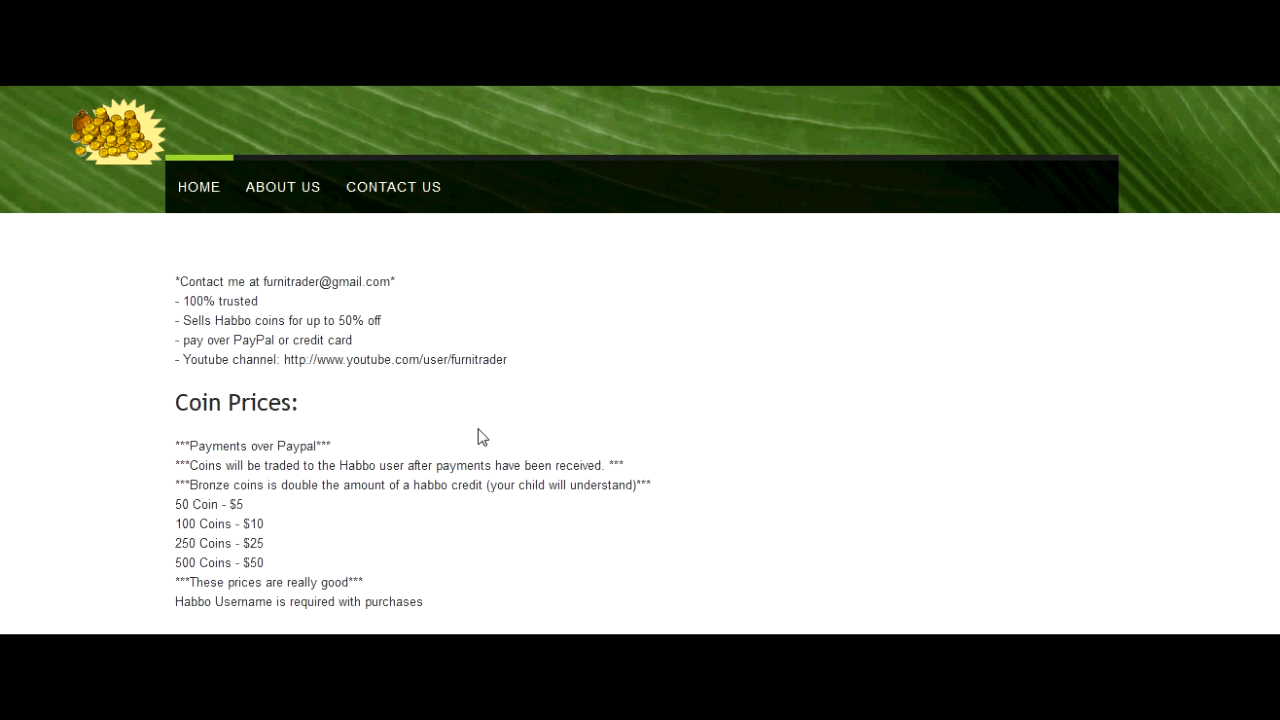 HOME ABOUT US CONTACT US
*Contact me at furnitrader@gmail.com*
- 100% trusted
- Sells Habbo coins for up to 50% off
- pay over PayPal or credit card
- Youtube channel: http://www.youtube.com/user/furnitrader
Coin Prices:
***Payments over Paypal***
***Coins will be traded to the Habbo user after payments have been received. ***
***Bronze coins is double the amount of a habbo credit (your child will understand)***
50 Coin - $5
100 Coins - $10
250 Coins - $25
500 Coins - $50
***These prices are really good***
Habbo Username is required with purchases